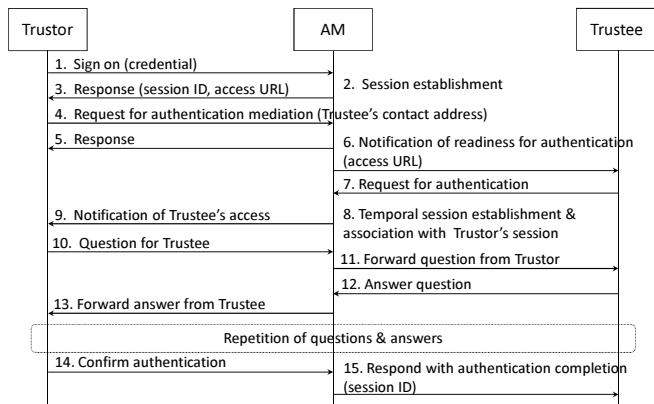 Trustor
AM
Trustee
1. Sign on (credential)
2. Session establishment
3. Response (session ID, access URL)
4. Request for authentication mediation (Trustee's contact address)
5. Response
6. Notification of readiness for authentication
(access URL)
7. Request for authentication
8. Temporal session establishment &
association with Trustor's session
9. Notification of Trustee's access
10. Question for Trustee
11. Forward question from Trustor
12. Answer question
13. Forward answer from Trustee
Repetition of questions & answers
14. Confirm authentication
15. Respond with authentication completion
(session ID)